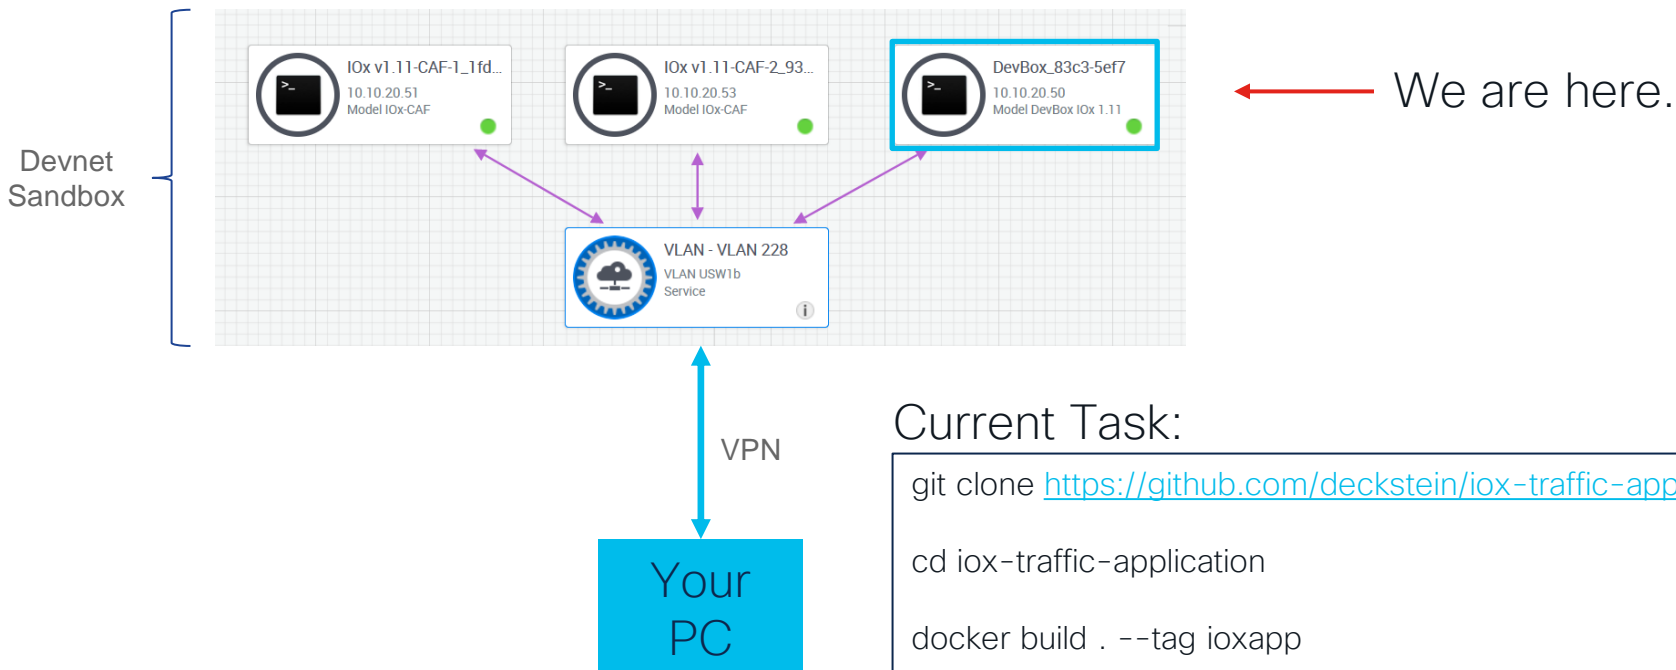 IOx v1.11-CAF-1_1fd...
10.10.20.51
Model IOx-CAF
IOx v1.11-CAF-2_93...
10.10.20.53
Model IOx-CAF
DevBox_83c3-5ef7
10.10.20.50
Model DevBox IOx 1.11
We are here.
Devnet
Sandbox
VLAN - VLAN 228
VLAN USW1b
Service
VPN
Your
PC
Current Task:
git clone https://github.com/deckstein/iox-traffic-app
cd iox-traffic-application
docker build . --tag ioxapp